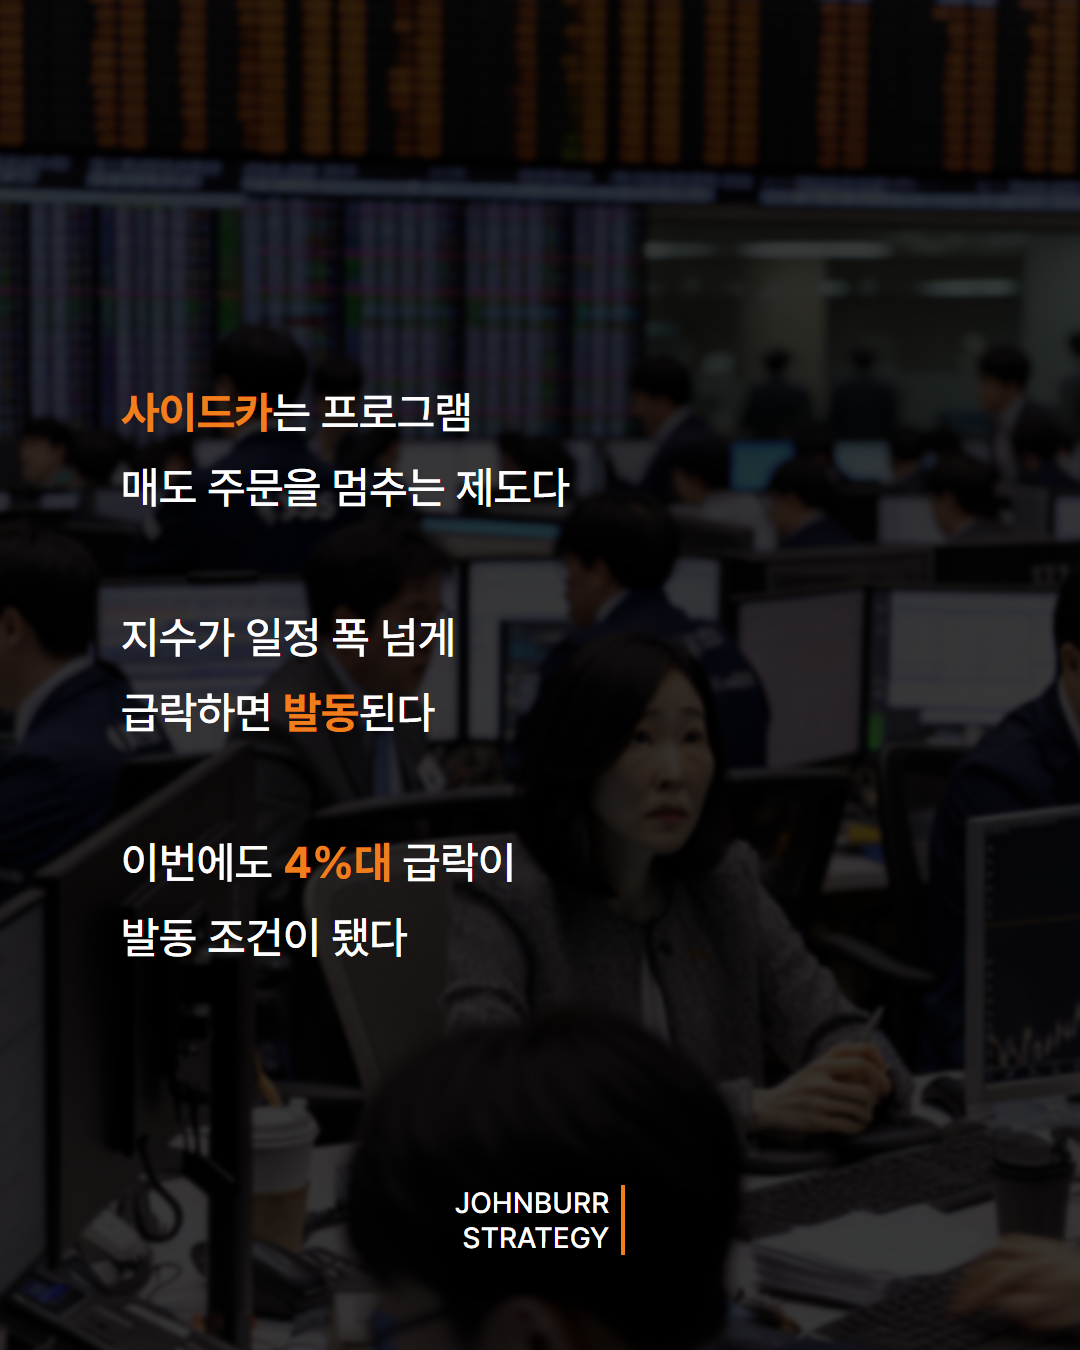 사이드카는 프로그램
매도 주문을 멈추는 제도다
지수가 일정 폭 넘게
급락하면 발동된다
이번에도 4%대 급락이
발동 조건이 됐다
JOHNBURR
STRATEGY